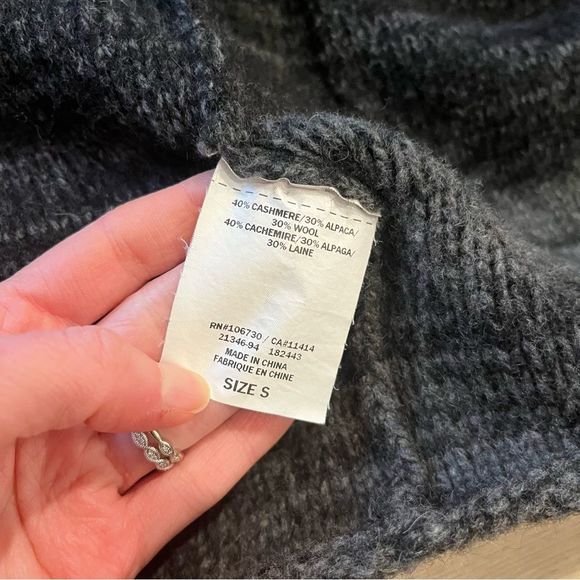 40% CASHMERE/30% ALPACA/
30% WOOL
40% CACHEMIRE/30% ALPAGA/
30% LAINE
RN#106730 / CA#11414
21346-94 182443
MADE IN CHINA
FABRIQUE EN CHINE
SIZE S